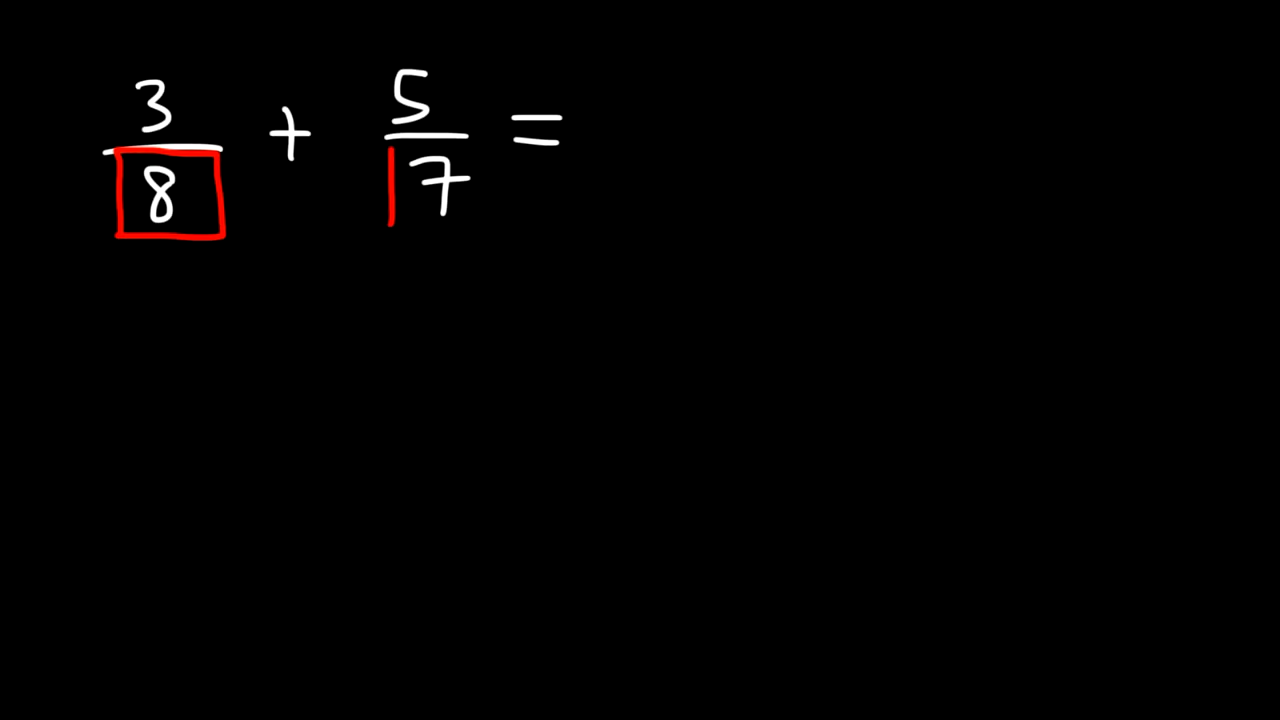 3/8 + 5/7 =